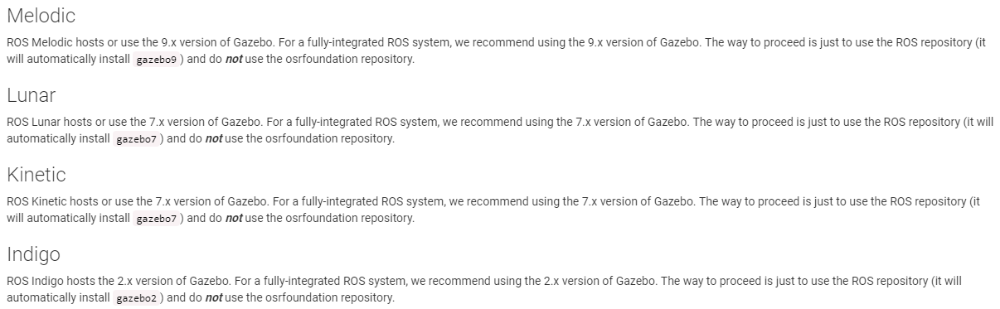 Melodic
ROS Melodic hosts or use the 9.x version of Gazebo. For a fully-integrated ROS system, we recommend using the 9.x version of Gazebo. The way to proceed is just to use the ROS repository (it
will automatically install gazebo9 ) and do not use the osrfoundation repository.
Lunar
ROS Lunar hosts or use the 7.x version of Gazebo. For a fully-integrated ROS system, we recommend using the 7.x version of Gazebo. The way to proceed is just to use the ROS repository (it will
automatically install gazebo7 ) and do not use the osrfoundation repository.
Kinetic
ROS Kinetic hosts or use the 7.x version of Gazebo. For a fully-integrated ROS system, we recommend using the 7.x version of Gazebo. The way to proceed is just to use the ROS repository (it
will automatically install gazebo7 ) and do not use the osrfoundation repository.
Indigo
ROS Indigo hosts the 2.x version of Gazebo. For a fully-integrated ROS system, we recommend using the 2.x version of Gazebo. The way to proceed is just to use the ROS repository (it will
automatically install gazebo2 ) and do not use the osrfoundation repository.